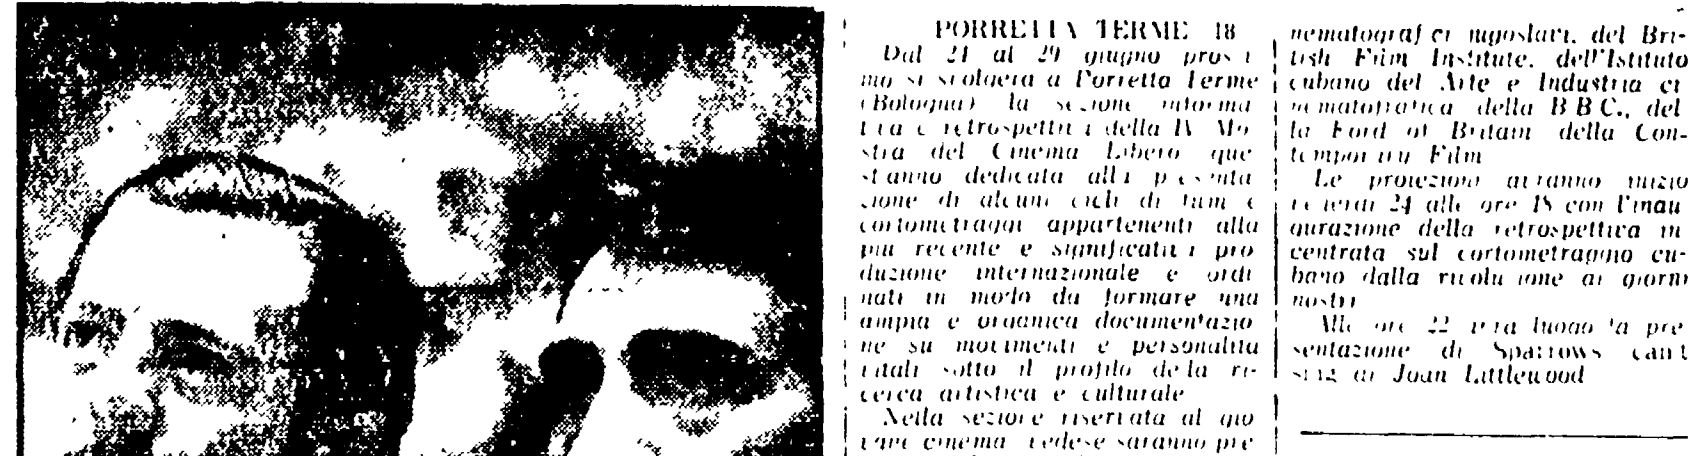 PORRETTA TERME 18
Dal 24 al 29 giugno prossi
mo si svolgerà a Porretta Terme
(Bologna) la sezione informa
tiva e retrospettiva della IV Mo
stra del Cinema Libero que
st'anno dedicata alla presenta
zione di alcuni cicli di film e
cortometraggi appartenenti alla
più recente e significativa pro
duzione internazionale e ordi
nati in modo da formare una
ampia e organica documentazio
ne su movimenti e personalità
vitali sotto il profilo della ri-
cerca artistica e culturale
Nella sezione riservata al gio
vane cinema svedese saranno pre
nematografici jugoslavi, del Bri-
tish Film Institute, dell'Istituto
cubano del Arte e Industria ci
nematografica della B B C., del
la Ford of Britain della Con-
temporary Film
Le proiezioni avranno inizio
venerdì 24 alle ore 18 con l'inau
gurazione della retrospettiva in
centrata sul cortometraggio cu-
bano dalla rivoluzione ai giorni
nostri
Alle ore 22 avrà luogo la pre
sentazione di Sparrows can't
sing di Joan Littlewood